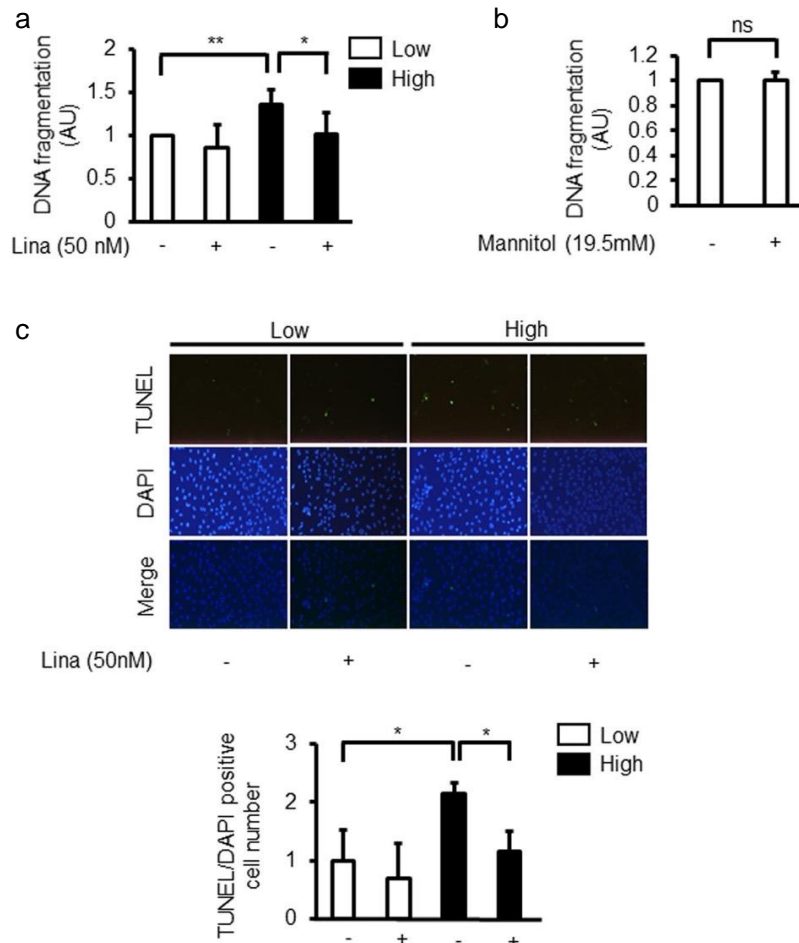 a
DNA fragmentation
(AU)
2
1.5
1
0.5
0
**
*
Low
High
Lina (50 nM)
- + - +
b
DNA fragmentation
(AU)
1.2
1
0.8
0.6
0.4
0.2
0
ns
Mannitol (19.5mM)
- +
c
Low High
TUNEL
DAPI
Merge
Lina (50nM)
- + - +
TUNEL/DAPI positive
cell number
3
2
1
0
* *
Low
High
- + - +